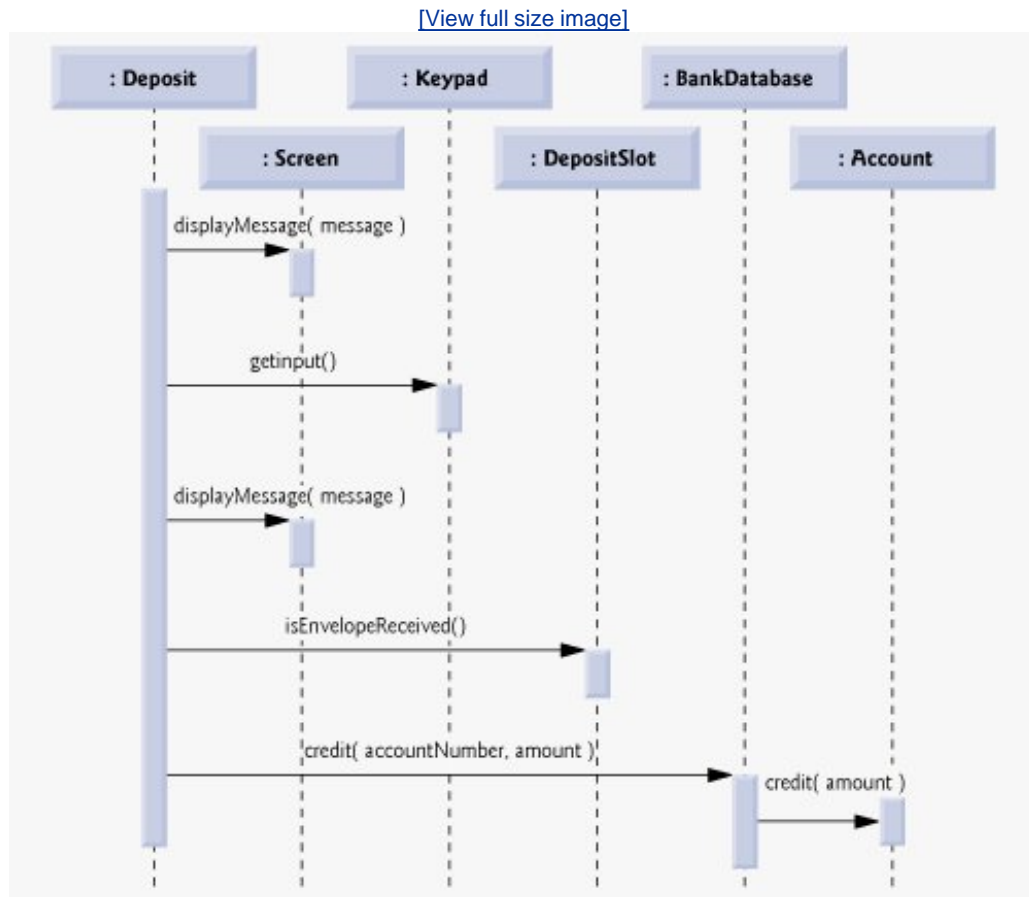 [View full size image]
: Deposit
: Keypad
: BankDatabase
: Screen
: DepositSlot
: Account
displayMessage( message )
getinput()
displayMessage( message )
isEnvelopeReceived()
credit( accountNumber, amount )
credit( amount )